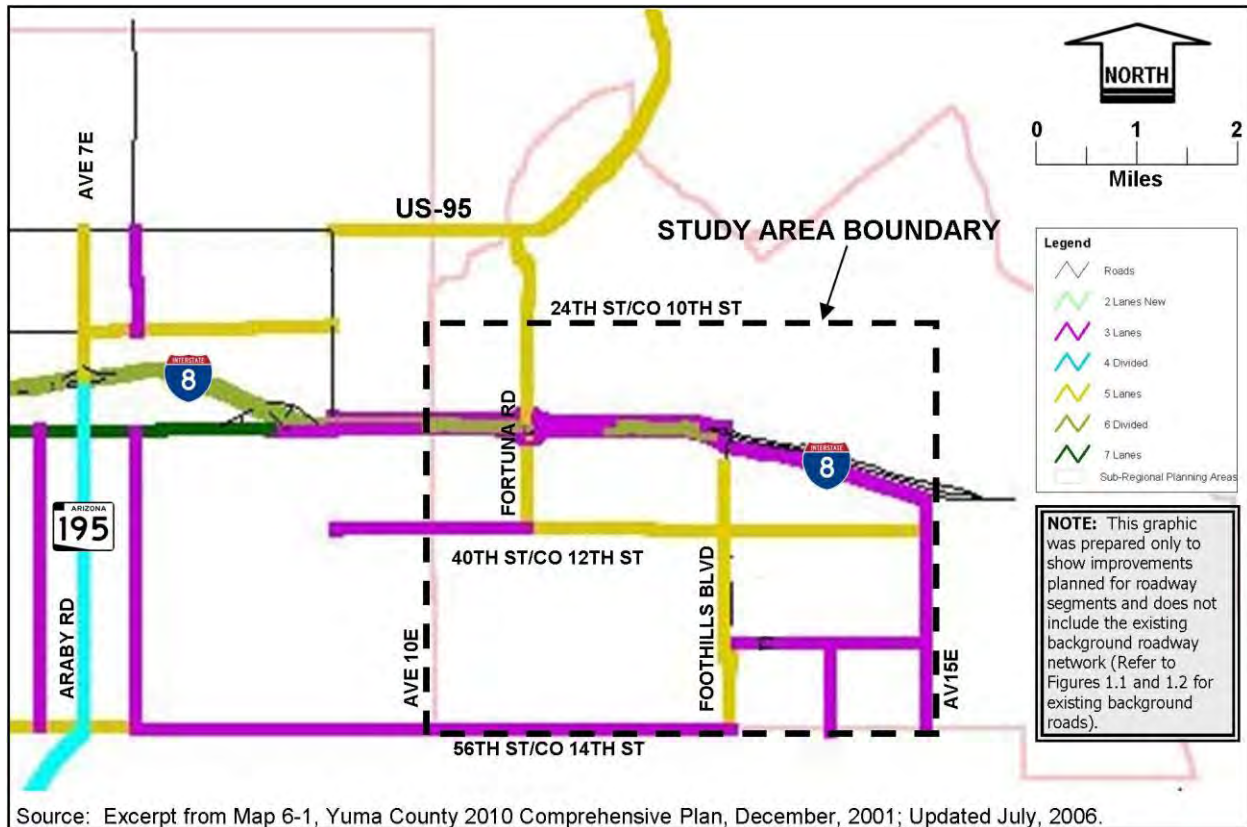 NORTH
0 1 2
Miles
AVE 7E
US-95
STUDY AREA BOUNDARY
24TH ST/CO 10TH ST
INTERSTATE
8
FORTUNA RD
INTERSTATE
8
ARIZONA
195
ARABY RD
40TH ST/CO 12TH ST
AVE 10E
FOOTHILLS BLVD
AV15E
56TH ST/CO 14TH ST
Legend
Roads
2 Lanes New
3 Lanes
4 Divided
5 Lanes
6 Divided
7 Lanes
Sub-Regional Planning Areas
NOTE: This graphic
was prepared only to
show improvements
planned for roadway
segments and does not
include the existing
background roadway
network (Refer to
Figures 1.1 and 1.2 for
existing background
roads).
Source: Excerpt from Map 6-1, Yuma County 2010 Comprehensive Plan, December, 2001; Updated July, 2006.